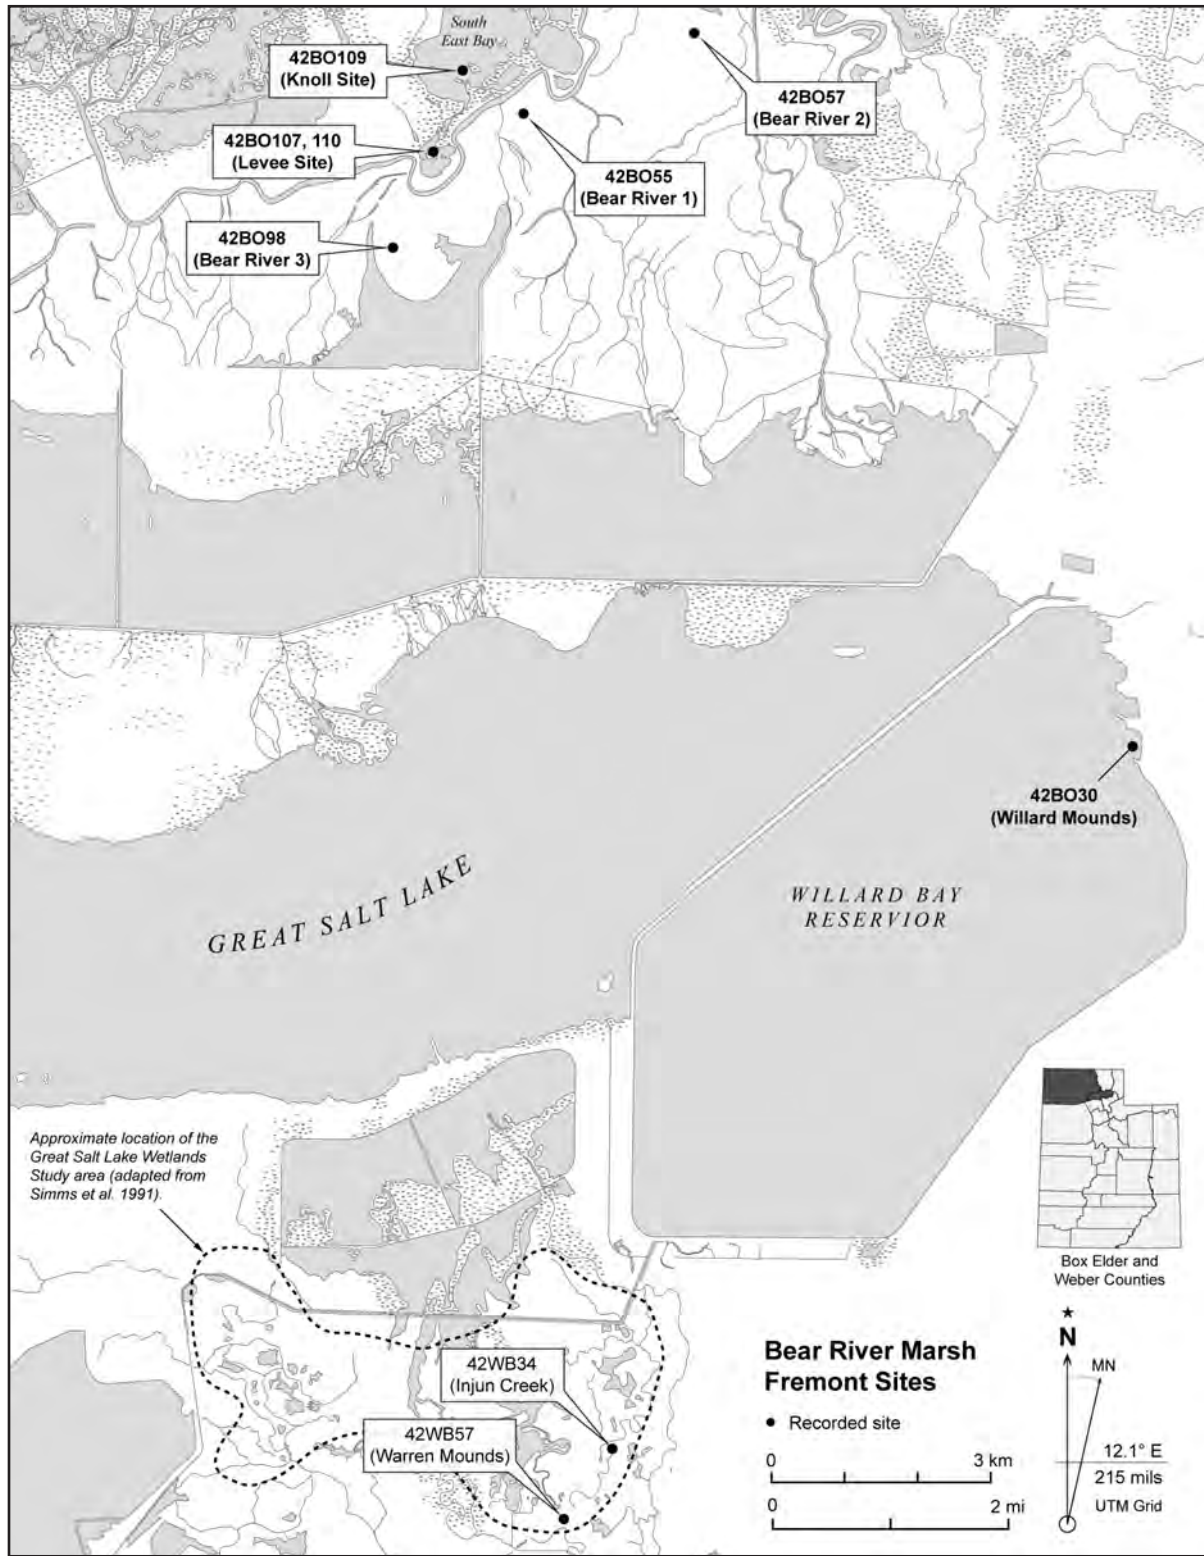 South
East Bay
42BO109
(Knoll Site)
42BO57
(Bear River 2)
42BO107, 110
(Levee Site)
42BO55
(Bear River 1)
42BO98
(Bear River 3)
42BO30
(Willard Mounds)
GREAT SALT LAKE
WILLARD BAY
RESERVIOR
Approximate location of the
Great Salt Lake Wetlands
Study area (adapted from
Simms et al. 1991).
Box Elder and
Weber Counties
42WB34
(Injun Creek)
42WB57
(Warren Mounds)
Bear River Marsh
Fremont Sites
Recorded site
0 3 km
0 2 mi
N
MN
12.1° E
215 mils
UTM Grid